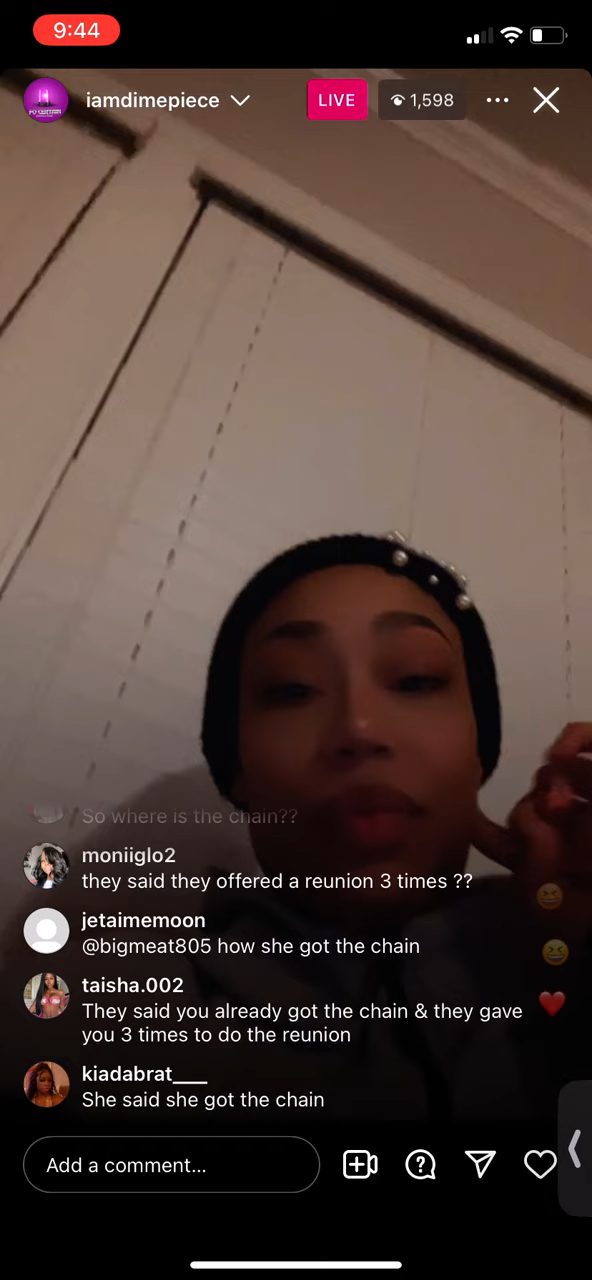 9:44
iamdimepiece
LIVE
1,598
So where is the chain??
moniiglo2
they said they offered a reunion 3 times ??
jetaimemoon
@bigmeat805 how she got the chain
taisha.002
They said you already got the chain & they gave
you 3 times to do the reunion
kiadabrat___
She said she got the chain
Add a comment...